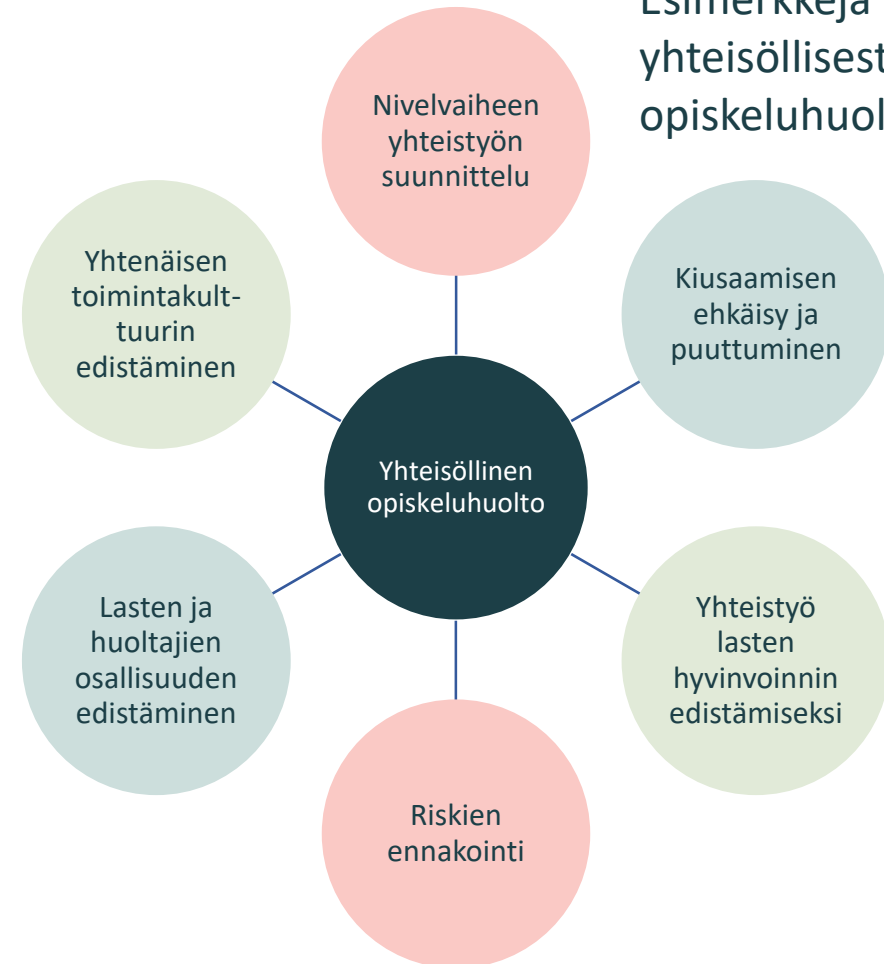 Esimerkkejä
yhteisöllisest
opiskeluhuol
Nivelvaiheen
yhteistyön
suunnittelu
Kiusaamisen
ehkäisy ja
puuttuminen
Yhteistyö
lasten
hyvinvoinnin
edistämiseksi
Riskien
ennakointi
Lasten ja
huoltajien
osallisuuden
edistäminen
Yhtenäisen
toimintakult-
tuurin
edistäminen
Yhteisöllinen
opiskeluhuolto